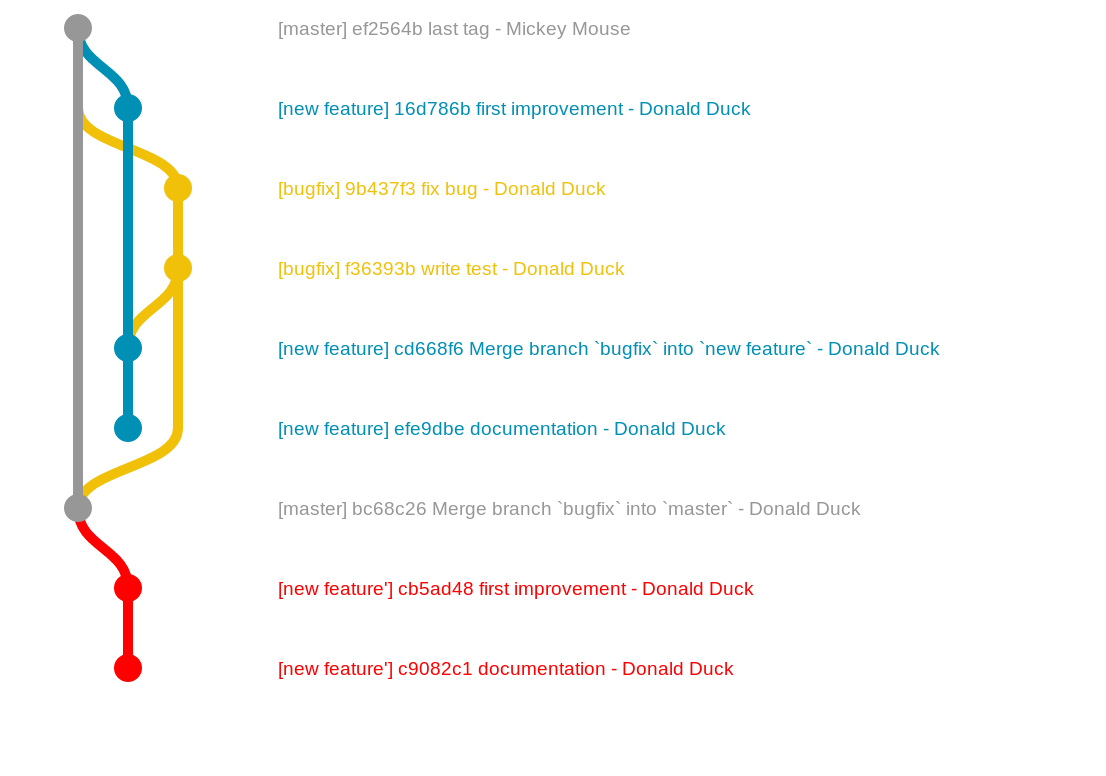 [master] ef2564b last tag - Mickey Mouse
[new feature] 16d786b first improvement - Donald Duck
[bugfix] 9b437f3 fix bug - Donald Duck
[bugfix] f36393b write test - Donald Duck
[new feature] cd668f6 Merge branch `bugfix` into `new feature` - Donald Duck
[new feature] efe9dbe documentation - Donald Duck
[master] bc68c26 Merge branch `bugfix` into `master` - Donald Duck
[new feature'] cb5ad48 first improvement - Donald Duck
[new feature'] c9082c1 documentation - Donald Duck